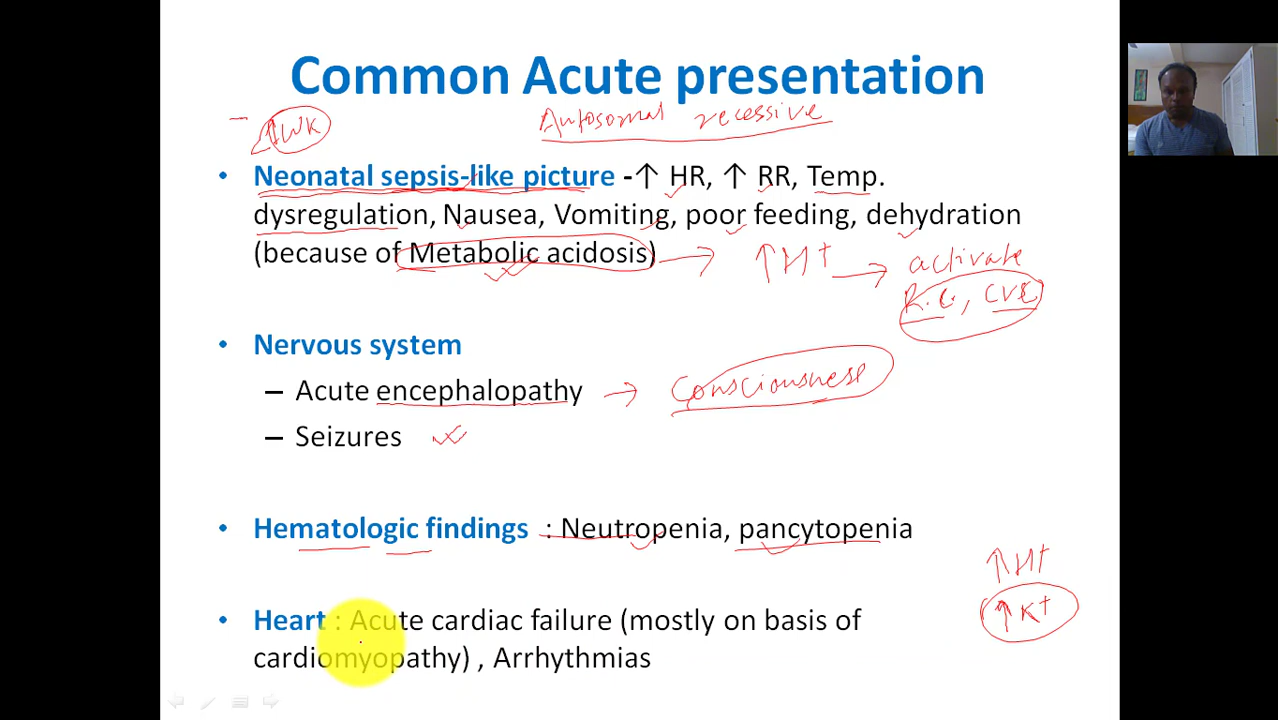 Common Acute presentation
Autosomal recessive
↑1WK
• Neonatal sepsis-like picture -↑ HR, ↑ RR, Temp.
dysregulation, Nausea, Vomiting, poor feeding, dehydration
(because of Metabolic acidosis) → ↑H+ → activate
R.C, CVC
• Nervous system
– Acute encephalopathy → Consciousness
– Seizures
• Hematologic findings : Neutropenia, pancytopenia
↑H+
↑K+
• Heart : Acute cardiac failure (mostly on basis of
cardiomyopathy) , Arrhythmias